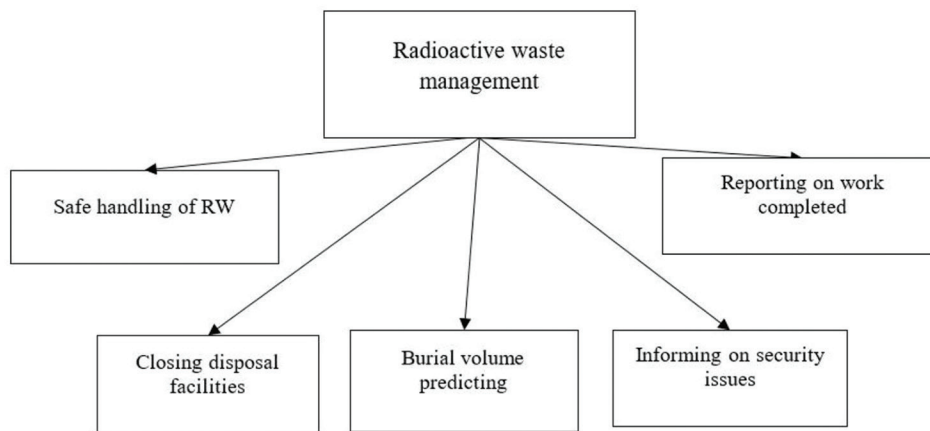 Radioactive waste
management
Safe handling of RW
Reporting on work
completed
Closing disposal
facilities
Burial volume
predicting
Informing on security
issues